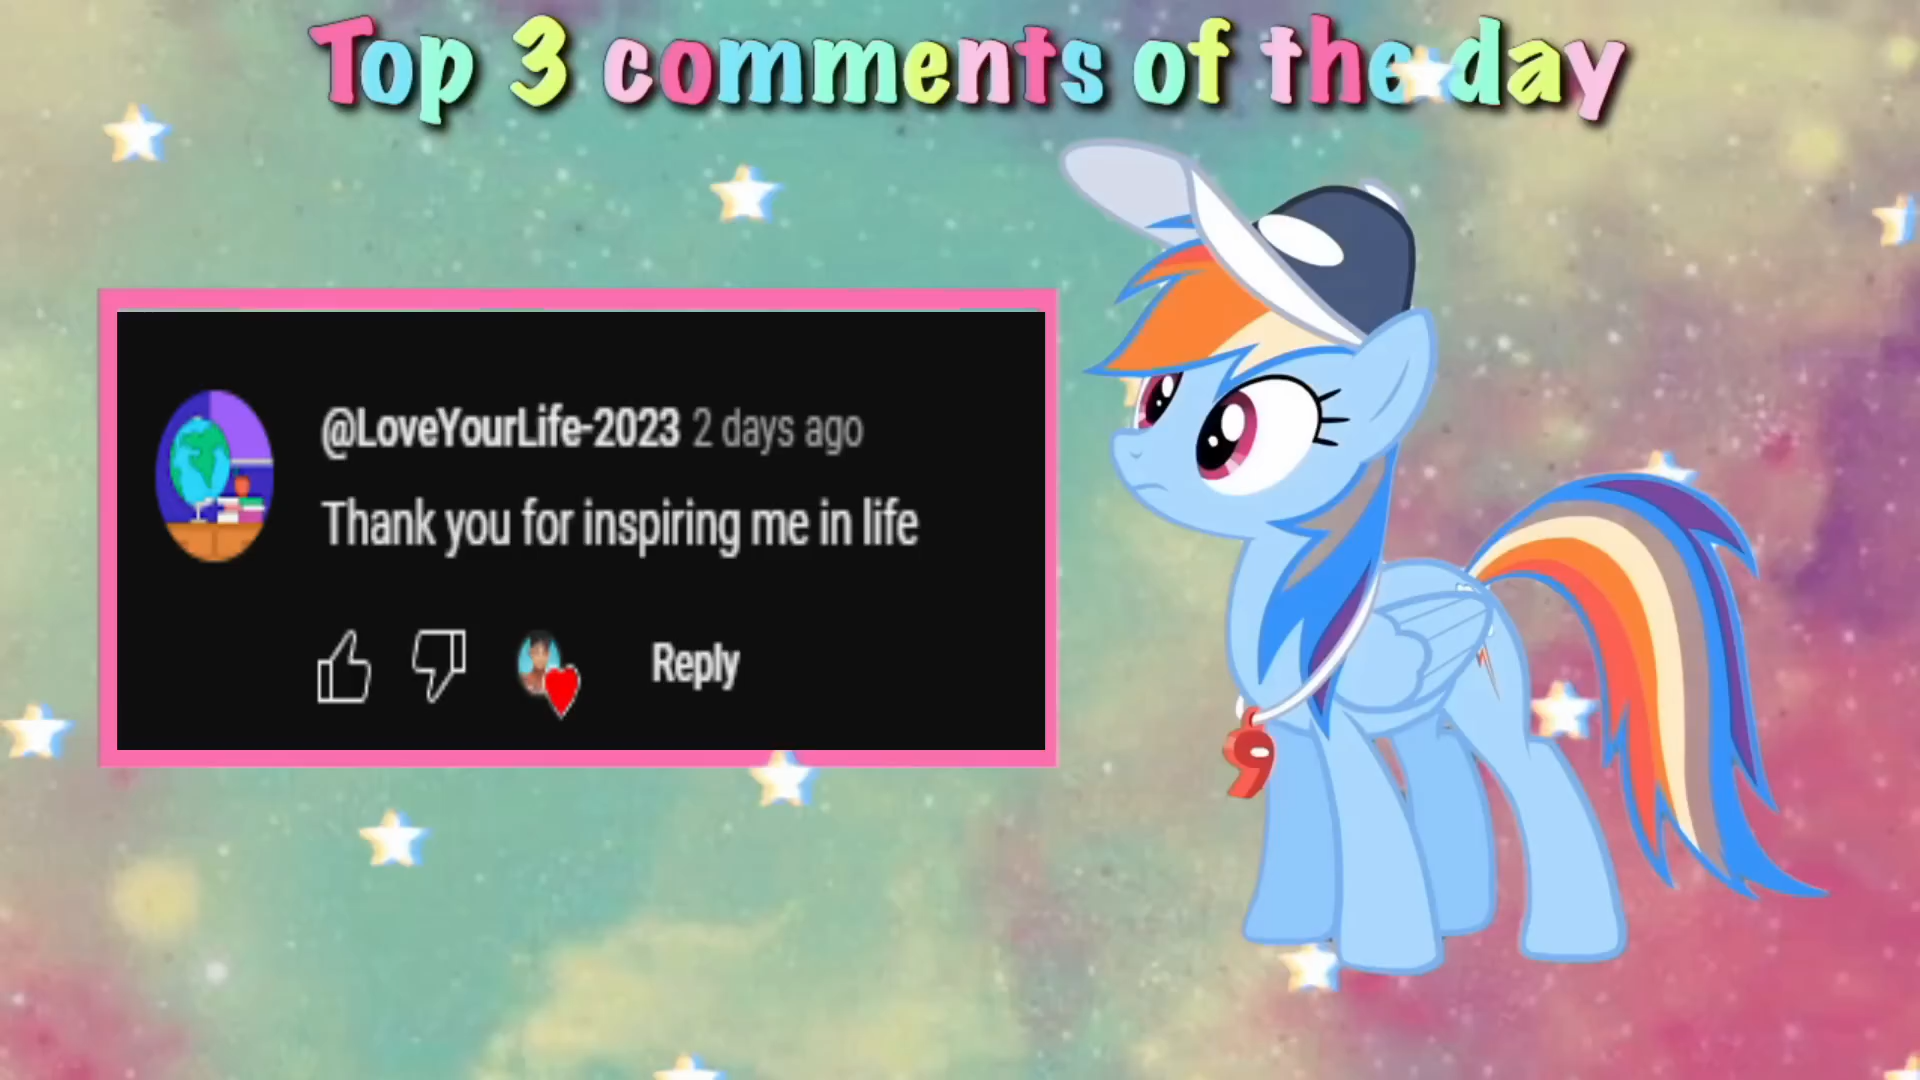 Top 3 comments of the day
@LoveYourLife-2023 2 days ago
Thank you for inspiring me in life
Reply